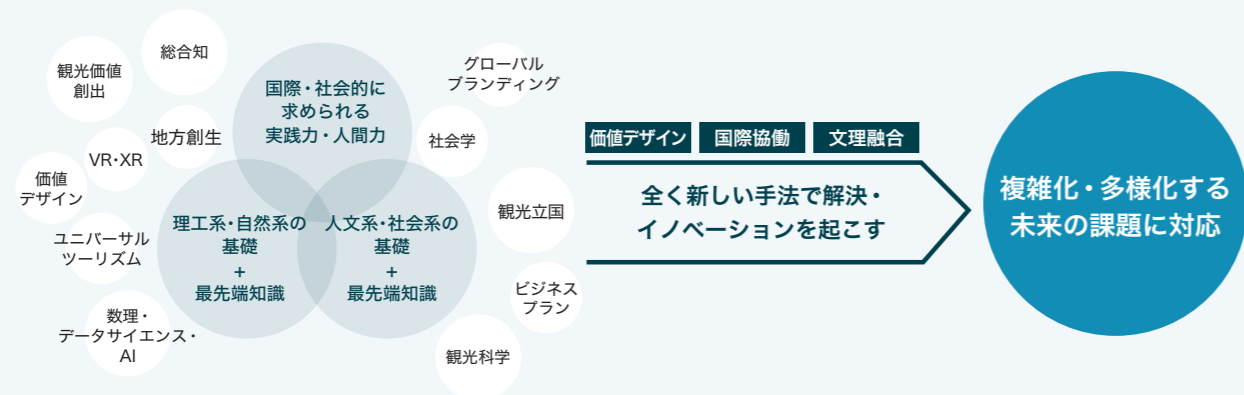 総合知
観光価値
創出
地方創生
VR・XR
価値
デザイン
ユニバーサル
ツーリズム
数理・
データサイエンス・
AI
国際・社会的に
求められる
実践力・人間力
理工系・自然系の
基礎
+
最先端知識
人文系・社会系の
基礎
+
最先端知識
グローバル
ブランディング
社会学
観光立国
ビジネス
プラン
観光科学
価値デザイン
国際協働
文理融合
全く新しい手法で解決・
イノベーションを起こす
複雑化・多様化する
未来の課題に対応